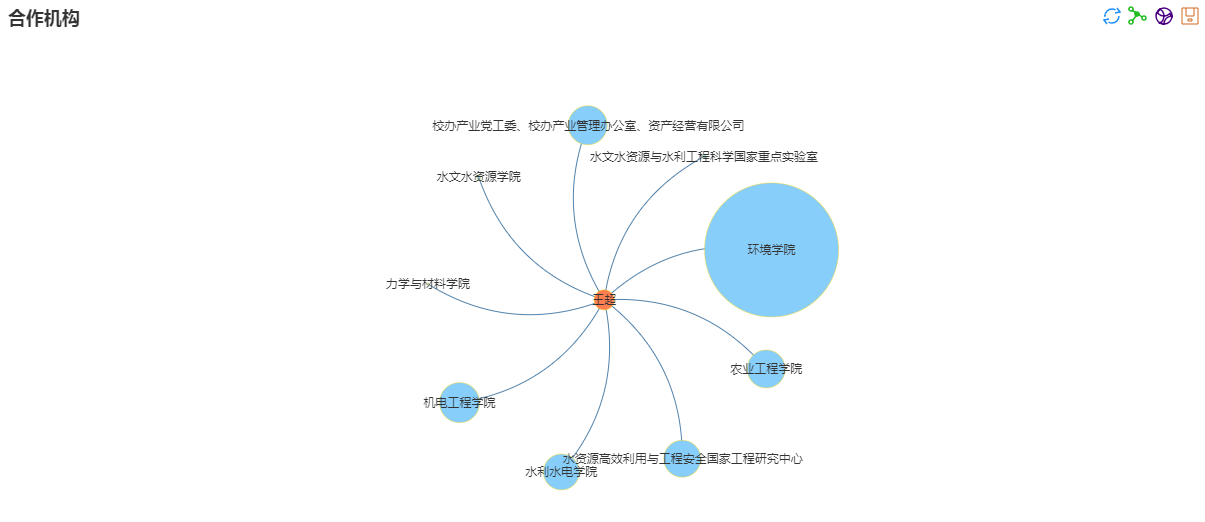 合作机构
校办产业党工委、校办产业管理办公室、资产经营有限公司
水文水资源与水利工程科学国家重点实验室
水文水资源学院
环境学院
力学与材料学院
王超
农业工程学院
机电工程学院
水资源高效利用与工程安全国家工程研究中心
水利水电学院